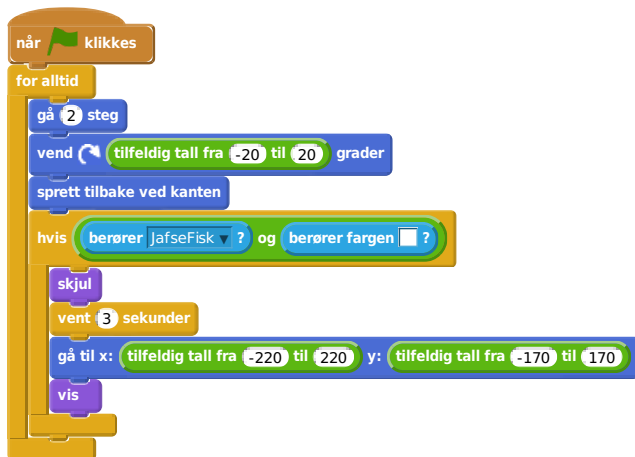 når klikkes
for alltid
gå 2 steg
vend tilfeldig tall fra -20 til 20 grader
sprett tilbake ved kanten
hvis berører JafseFisk ? og berører fargen ?
skjul
vent 3 sekunder
gå til x: tilfeldig tall fra -220 til 220 y: tilfeldig tall fra -170 til 170
vis